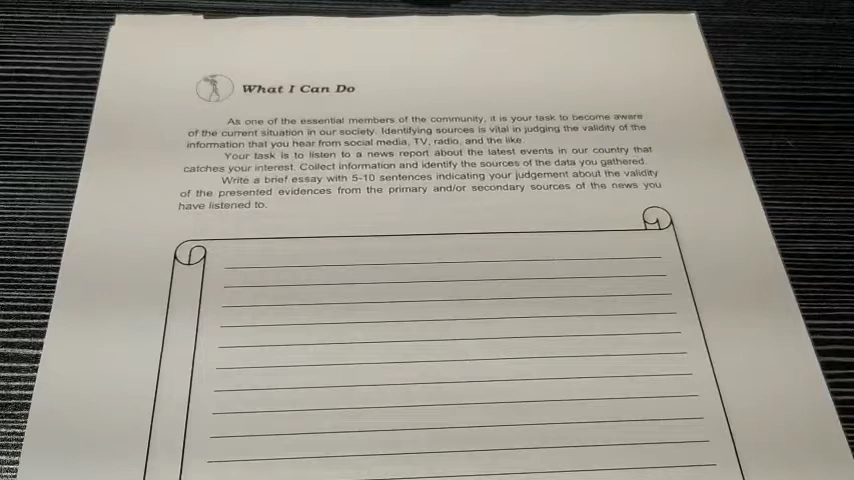 What I Can Do
As one of the essential members of the community, it is your task to become aware
of the current situation in our society. Identifying sources is vital in judging the validity of the
information that you hear from social media, TV, radio, and the like.
Your task is to listen to a news report about the latest events in our country that
catches your interest. Collect information and identify the sources of the data you gathered.
Write a brief essay with 5-10 sentences indicating your judgement about the validity
of the presented evidences from the primary and/or secondary sources of the news you
have listened to.